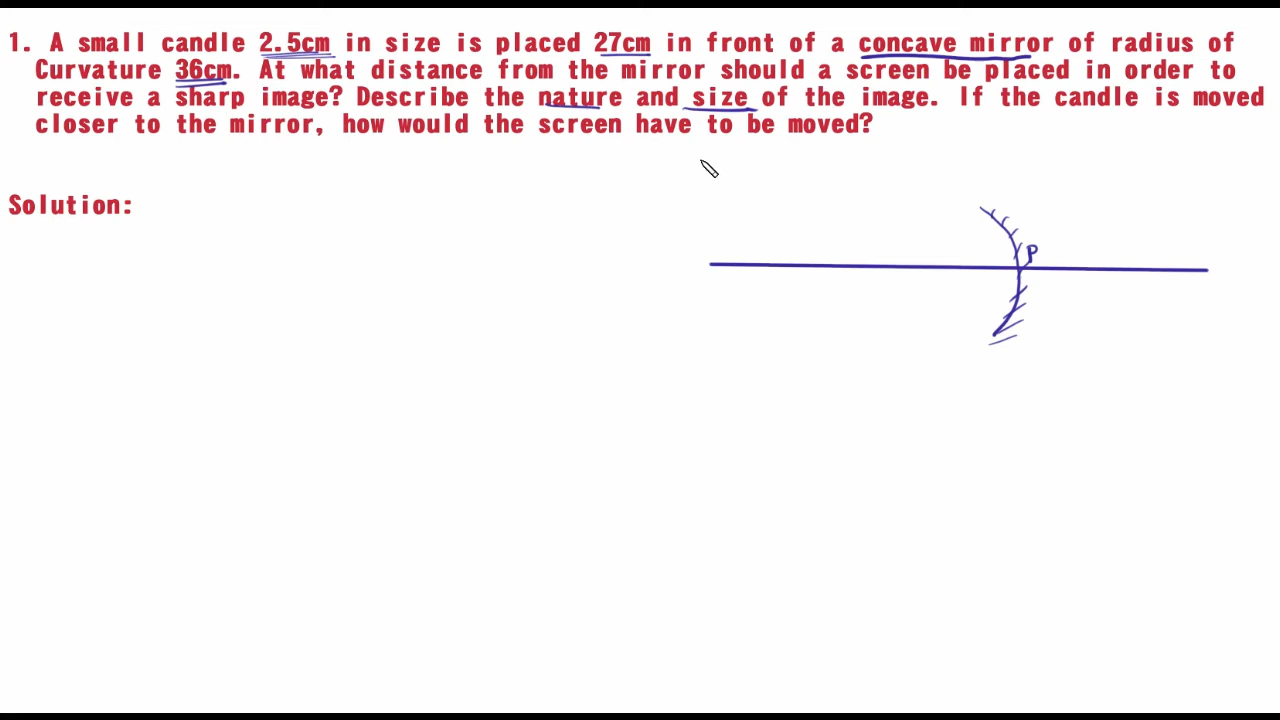 1. A small candle 2.5cm in size is placed 27cm in front of a concave mirror of radius of
Curvature 36cm. At what distance from the mirror should a screen be placed in order to
receive a sharp image? Describe the nature and size of the image. If the candle is moved
closer to the mirror, how would the screen have to be moved?
Solution:
P